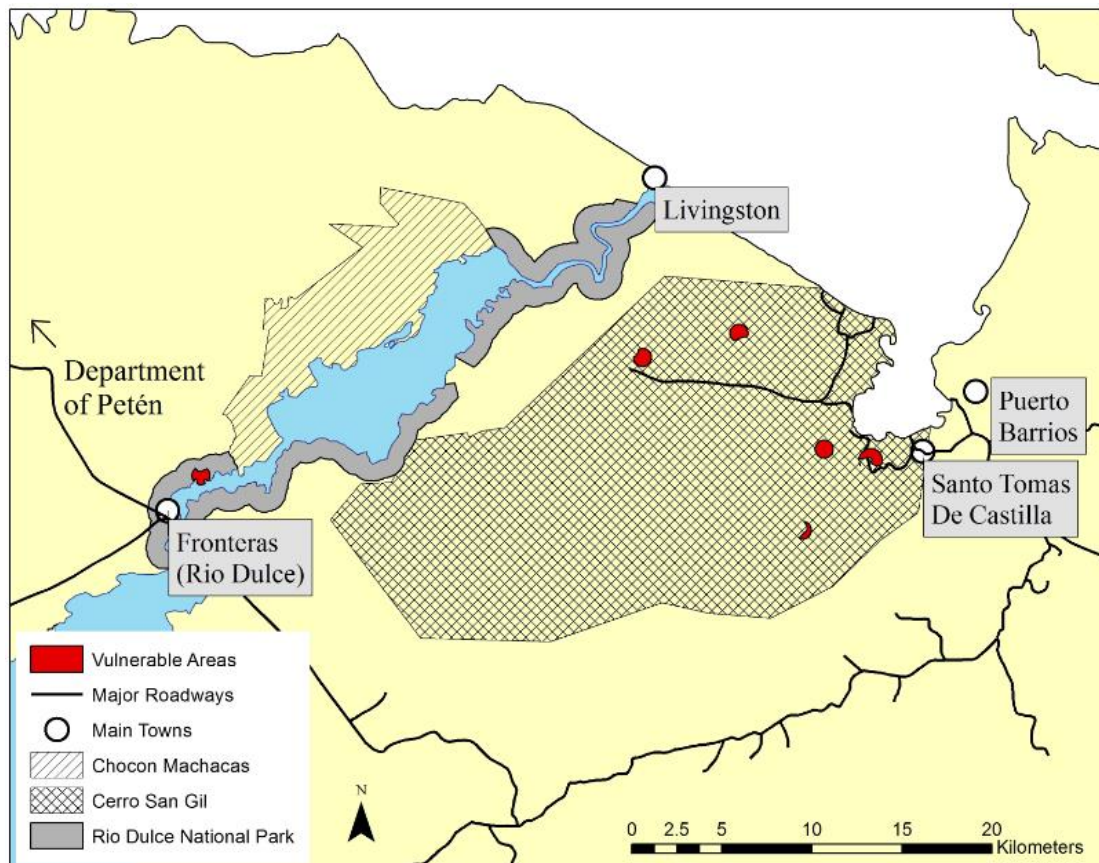 Livingston
Department
of Petén
Puerto
Barrios
Santo Tomas
De Castilla
Fronteras
(Rio Dulce)
Vulnerable Areas
Major Roadways
Main Towns
Chocon Machacas
Cerro San Gil
Rio Dulce National Park
N
0 2.5 5 10 15 20
Kilometers